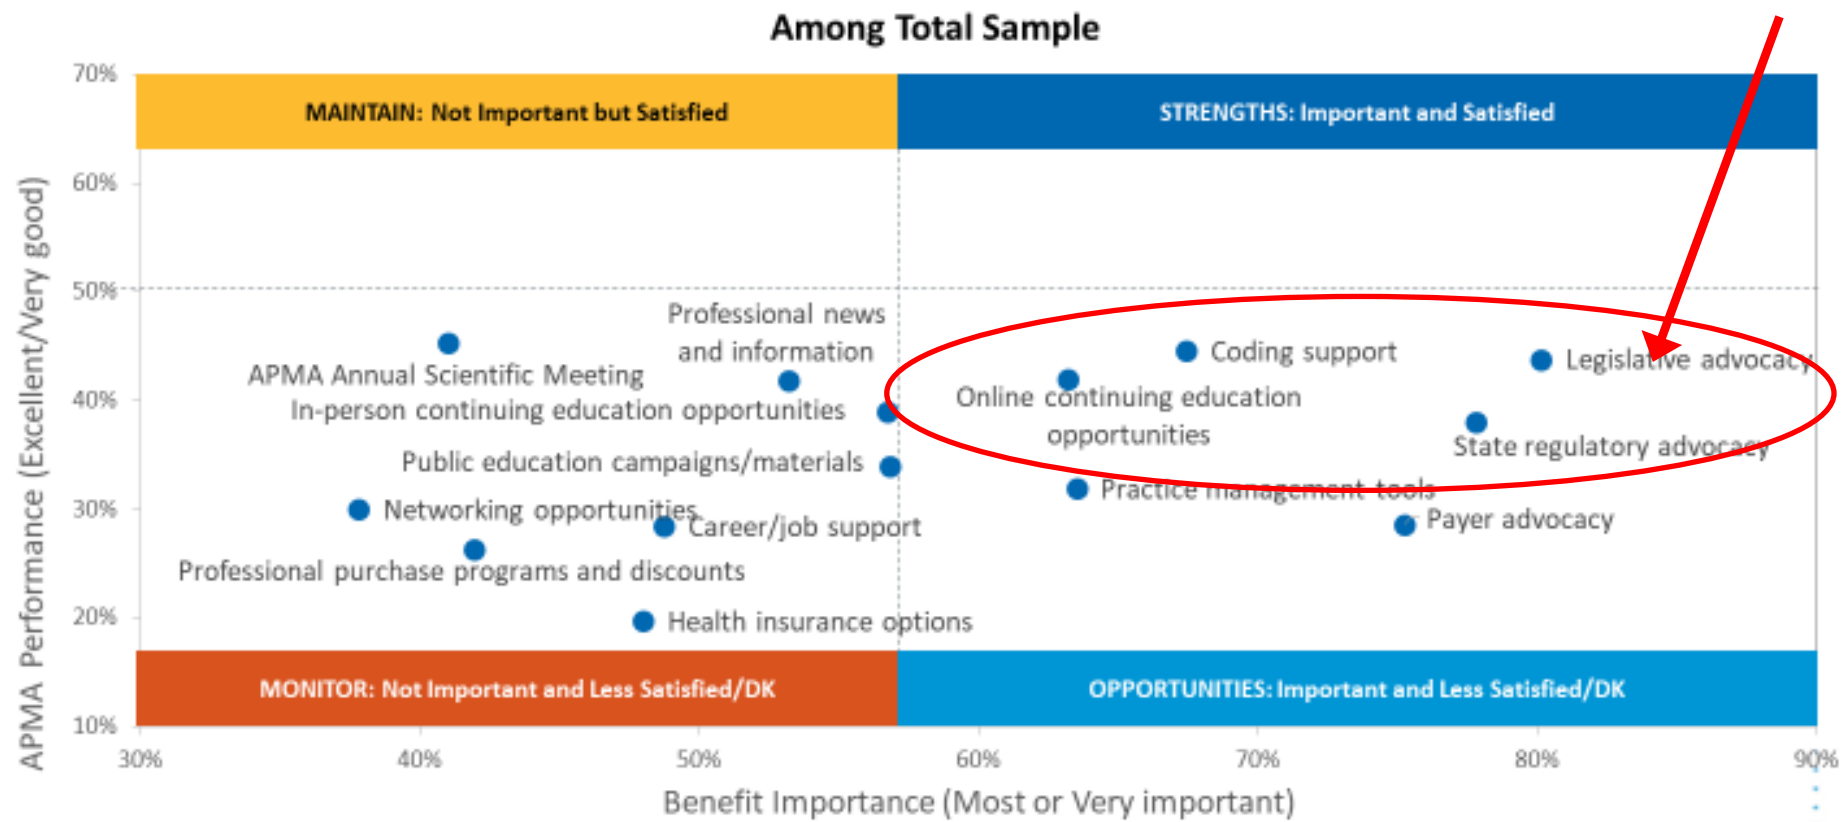 Among Total Sample
70%
MAINTAIN: Not Important but Satisfied
STRENGTHS: Important and Satisfied
60%
50%
Professional news
and information
Coding support
Legislative advocacy
APMA Annual Scientific Meeting
40%
Online continuing education
opportunities
In-person continuing education opportunities
State regulatory advocacy
Public education campaigns/materials
Practice management tools
30%
Networking opportunities
Career/job support
Payer advocacy
Professional purchase programs and discounts
20%
Health insurance options
MONITOR: Not Important and Less Satisfied/DK
OPPORTUNITIES: Important and Less Satisfied/DK
10%
30%
40%
50%
60%
70%
80%
90%
APMA Performance (Excellent/Very good)
Benefit Importance (Most or Very important)